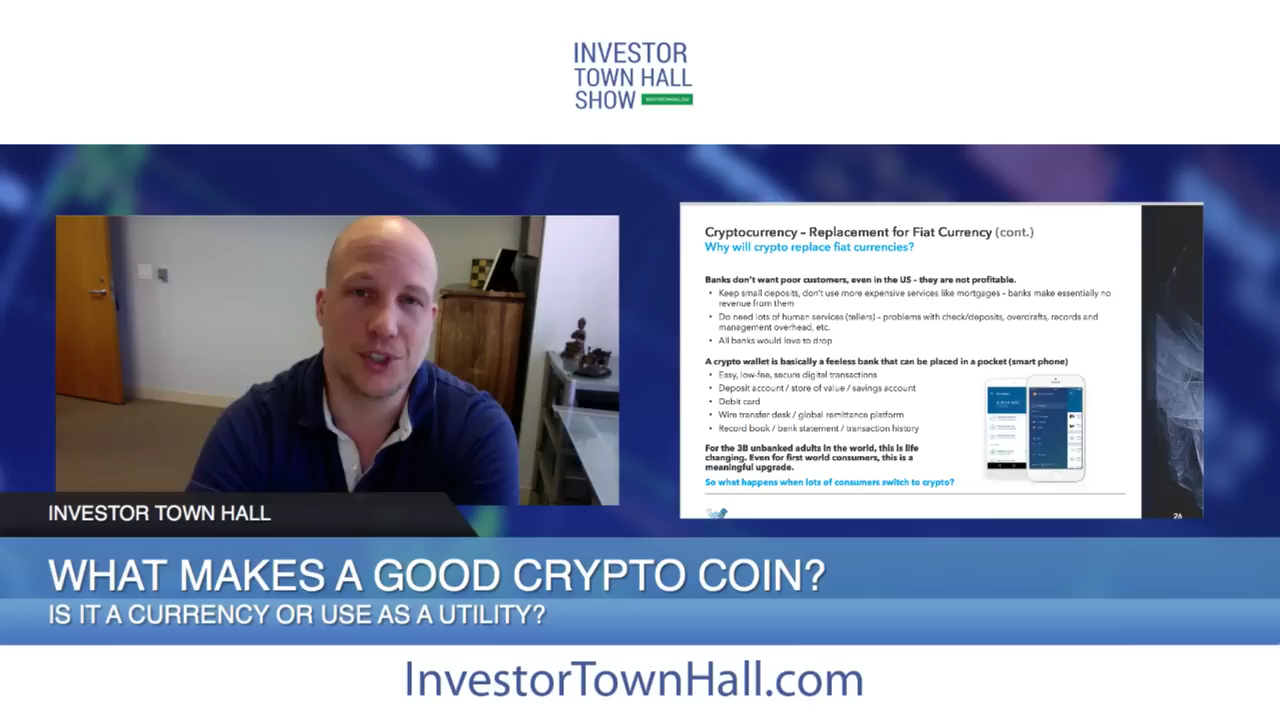 INVESTOR
TOWN HALL
SHOW
Cryptocurrency – Replacement for Fiat Currency (cont.)
Why will crypto replace fiat currencies?
Banks don't want poor customers, even in the US – they are not profitable.
• Keep small deposits, don't use more expensive services like mortgages – banks make essentially no
revenue from them
• Do need lots of human services (tellers) – problems with check/deposits, overdrafts, records and
management overhead, etc.
• All banks would love to drop
A crypto wallet is basically a feeless bank that can be placed in a pocket (smart phone)
• Easy, low-fee, secure digital transactions
• Deposit account / store of value / savings account
• Debit card
• Wire transfer desk / global remittance platform
• Record book / bank statement / transaction history
For the 3B unbanked adults in the world, this is life
changing. Even for first world consumers, this is a
meaningful upgrade.
So what happens when lots of consumers switch to crypto?
26
INVESTOR TOWN HALL
WHAT MAKES A GOOD CRYPTO COIN?
IS IT A CURRENCY OR USE AS A UTILITY?
InvestorTownHall.com